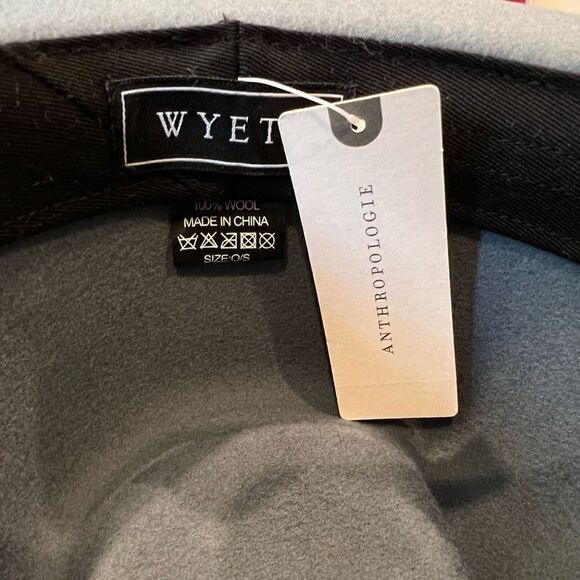 WYET
100% WOOL
MADE IN CHINA
SIZE:O/S
ANTHROPOLOGIE